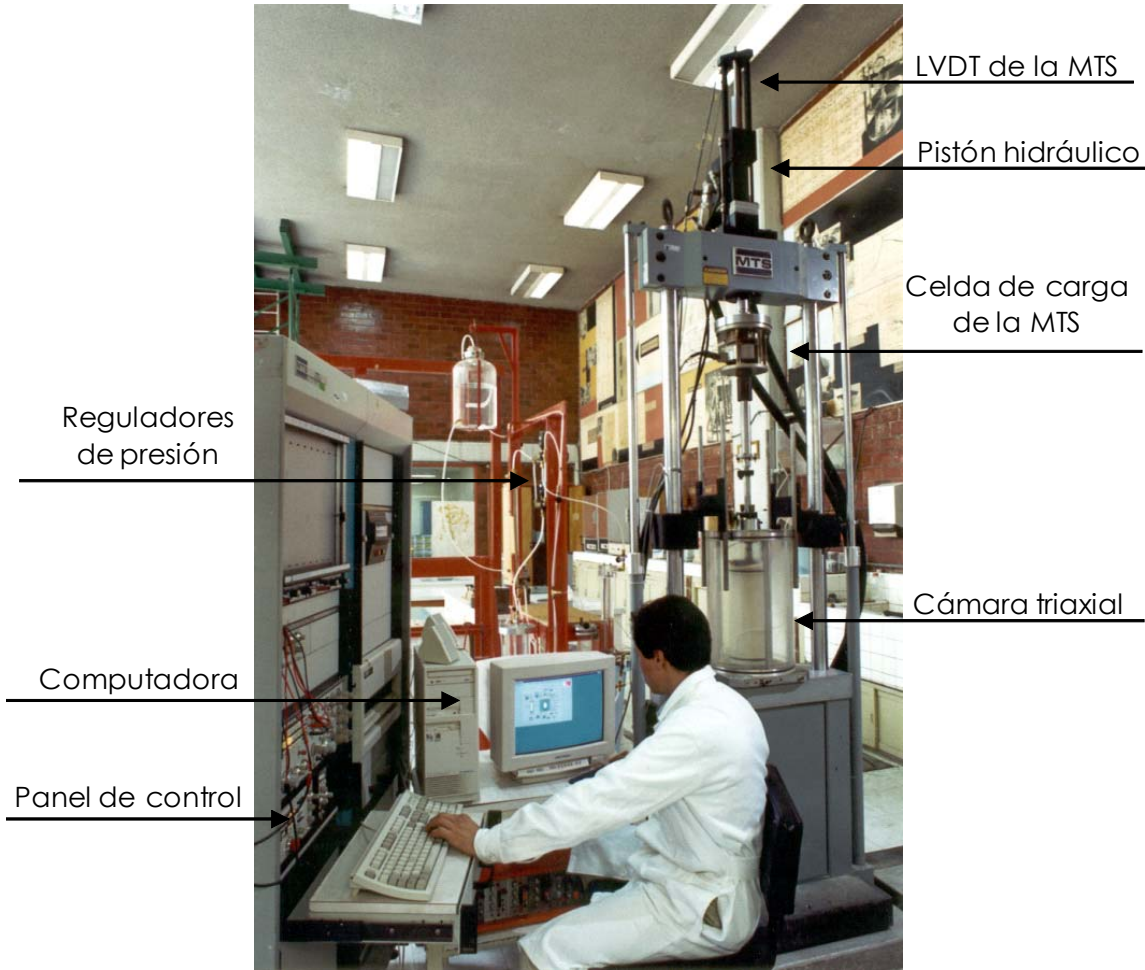 LVDT de la MTS
Pistón hidráulico
MTS
Celda de carga
de la MTS
Reguladores
de presión
Cámara triaxial
Computadora
Panel de control